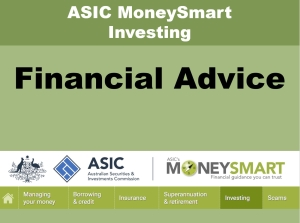 ASIC MoneySmart
Investing
Financial Advice
ASIC
Australian Securities &
Investments Commission
ASIC's
MONEYSMART
Financial guidance you can trust
Managing
your money
Borrowing
& credit
Insurance
Superannuation
& retirement
Investing
Scams